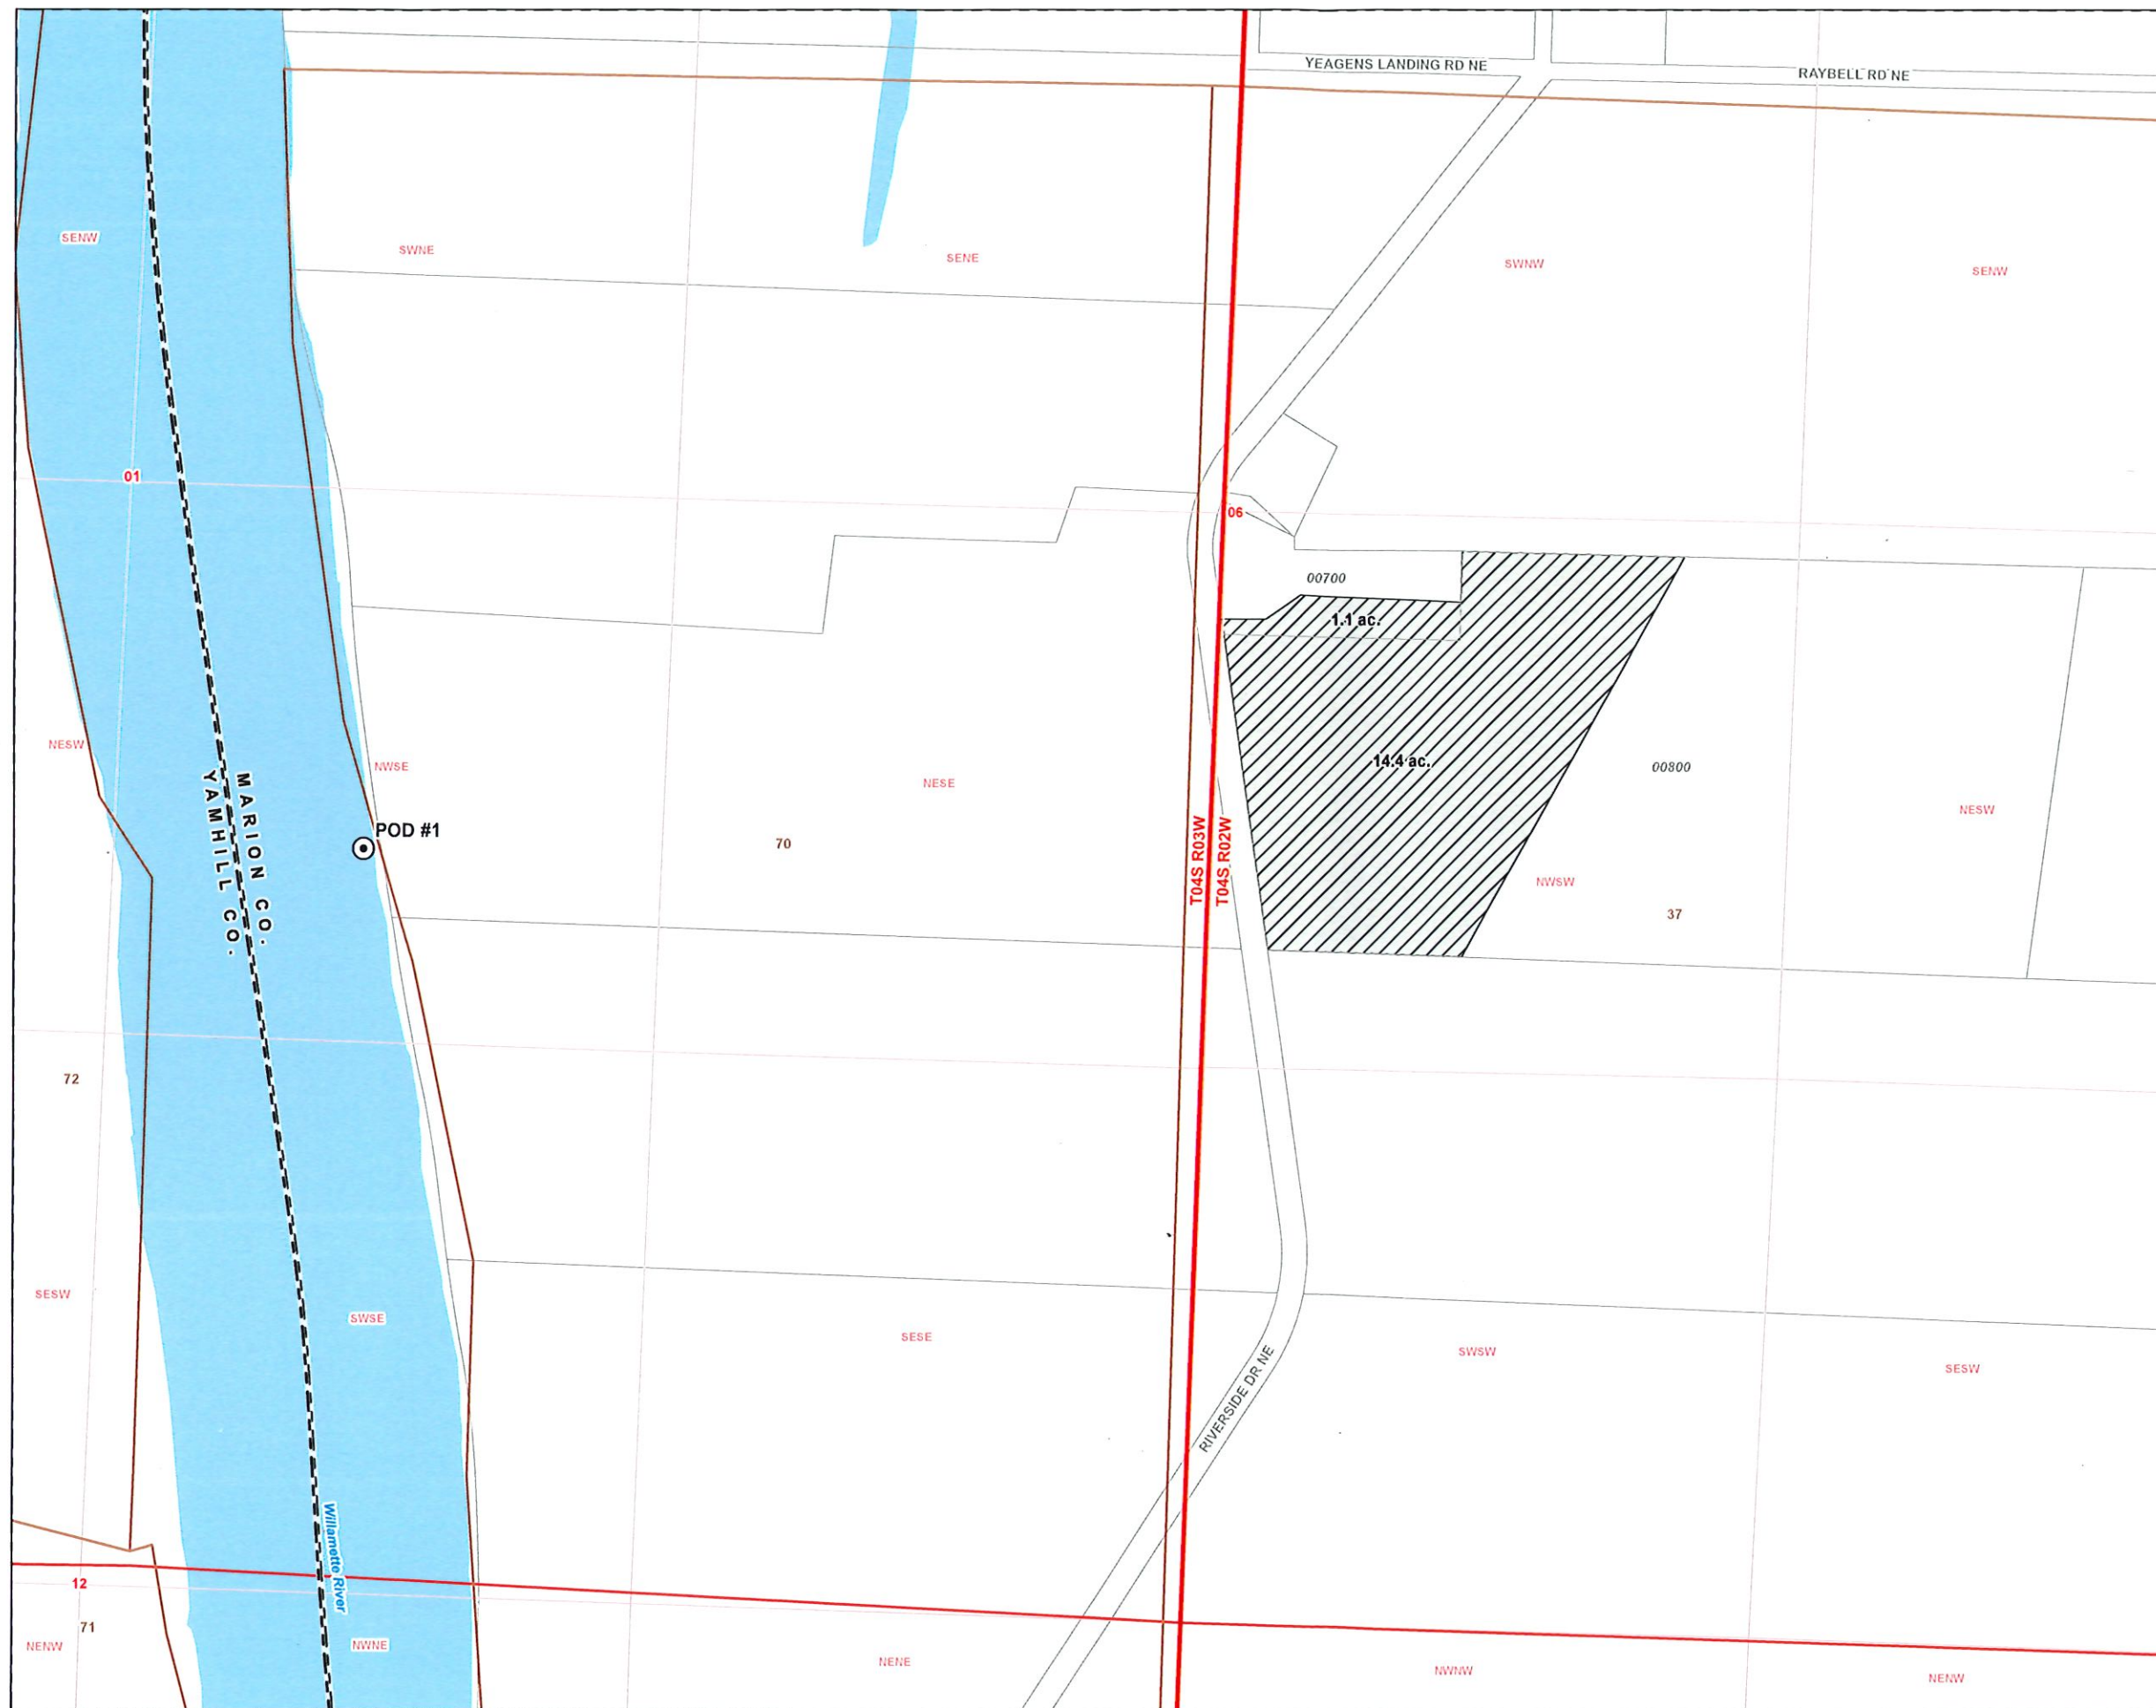 YEAGENS LANDING RD NE
RAYBELL RD NE
SENW
SWNE
SENE
SWNW
SENW
01
06
00700
1.1 ac.
NESW
NWSE
NESE
14.4 ac.
00800
NESW
MARION CO.
YAMHILL CO.
POD #1
70
T04S R03W
T04S R02W
NWSW
37
72
SESW
SWSE
SESE
SWSW
SESW
RIVERSIDE DR NE
Willamette River
12
71
NENW
NWNE
NENE
NWNW
NENW